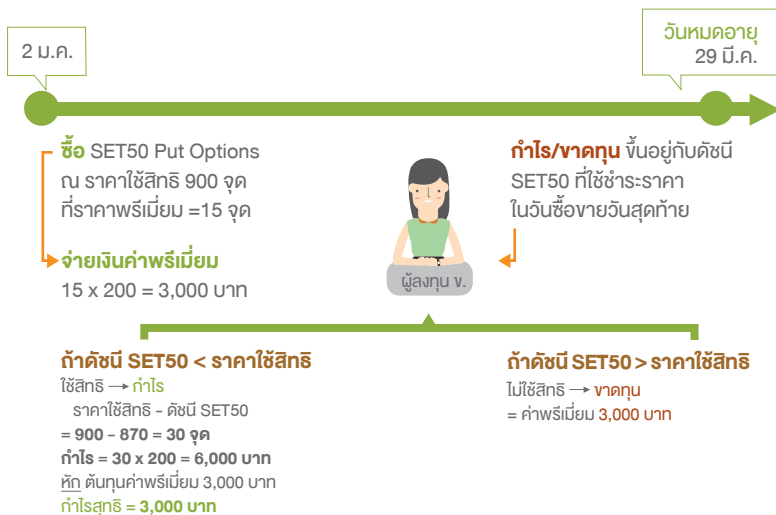 2 ม.ค.
วันหมดอายุ
29 มี.ค.
ซื้อ SET50 Put Options
ณ ราคาใช้สิทธิ 900 จุด
ที่ราคาพรีเมี่ยม =15 จุด
จ่ายเงินค่าพรีเมี่ยม
15 x 200 = 3,000 บาท
ผู้ลงทุน ข.
กำไร/ขาดทุน ขึ้นอยู่กับดัชนี
SET50 ที่ใช้ชำระราคา
ในวันซื้อขายวันสุดท้าย
ถ้าดัชนี SET50 < ราคาใช้สิทธิ
ใช้สิทธิ → กำไร
ราคาใช้สิทธิ - ดัชนี SET50
= 900 – 870 = 30 จุด
กำไร = 30 x 200 = 6,000 บาท
หัก ต้นทุนค่าพรีเมี่ยม 3,000 บาท
กำไรสุทธิ = 3,000 บาท
ถ้าดัชนี SET50 > ราคาใช้สิทธิ
ไม่ใช้สิทธิ → ขาดทุน
= ค่าพรีเมี่ยม 3,000 บาท